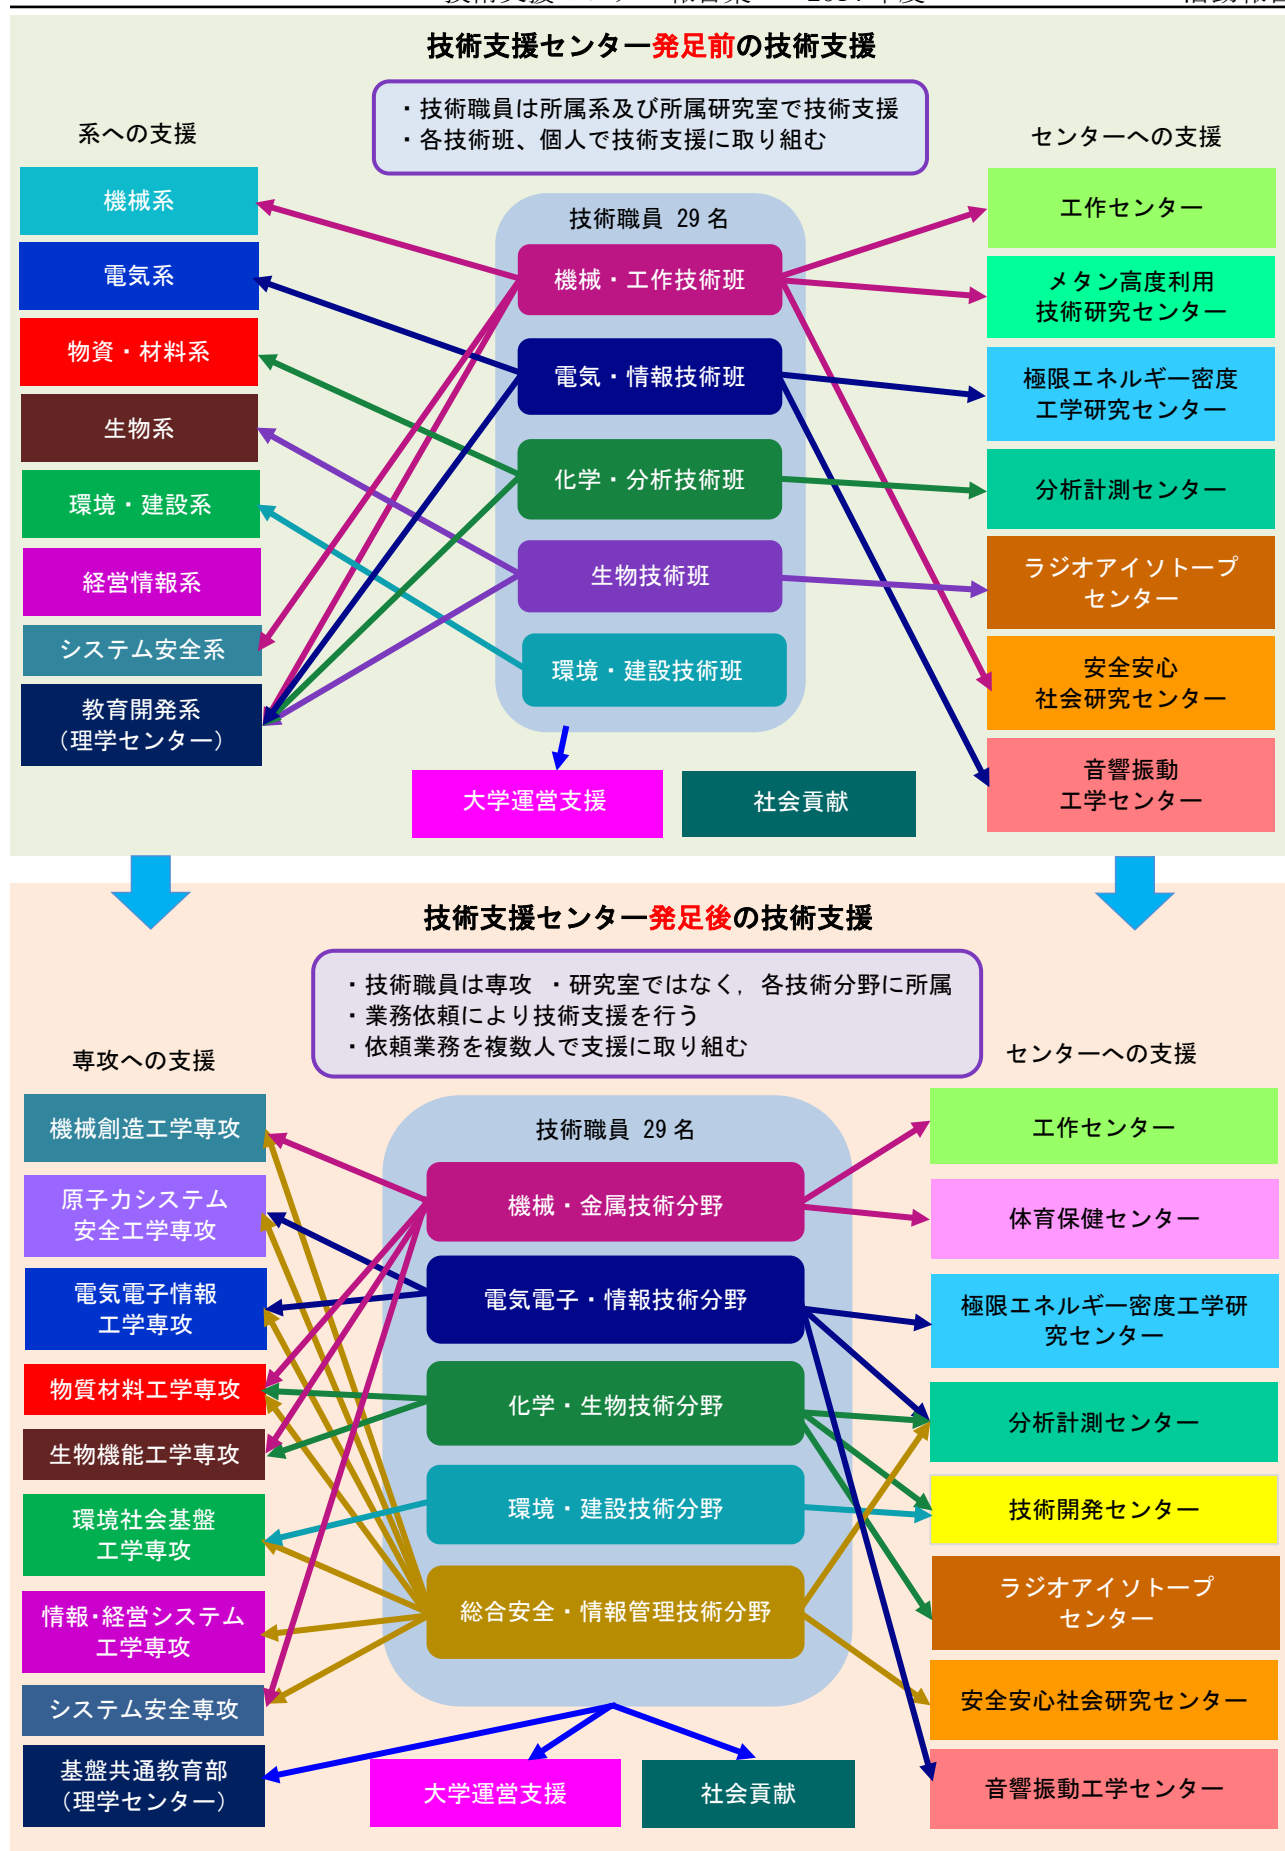 技術支援センター発足前の技術支援
・技術職員は所属系及び所属研究室で技術支援
・各技術班、個人で技術支援に取り組む
系への支援
センターへの支援
機械系
電気系
物資・材料系
生物系
環境・建設系
経営情報系
システム安全系
教育開発系
（理学センター）
技術職員 29 名
機械・工作技術班
電気・情報技術班
化学・分析技術班
生物技術班
環境・建設技術班
工作センター
メタン高度利用
技術研究センター
極限エネルギー密度
工学研究センター
分析計測センター
ラジオアイソトープ
センター
安全安心
社会研究センター
音響振動
工学センター
大学運営支援
社会貢献
技術支援センター発足後の技術支援
・技術職員は専攻 ・研究室ではなく，各技術分野に所属
・業務依頼により技術支援を行う
・依頼業務を複数人で支援に取り組む
専攻への支援
センターへの支援
機械創造工学専攻
原子力システム
安全工学専攻
電気電子情報
工学専攻
物質材料工学専攻
生物機能工学専攻
環境社会基盤
工学専攻
情報・経営システム
工学専攻
システム安全専攻
基盤共通教育部
（理学センター）
技術職員 29 名
機械・金属技術分野
電気電子・情報技術分野
化学・生物技術分野
環境・建設技術分野
総合安全・情報管理技術分野
工作センター
体育保健センター
極限エネルギー密度工学研
究センター
分析計測センター
技術開発センター
ラジオアイソトープ
センター
安全安心社会研究センター
音響振動工学センター
大学運営支援
社会貢献